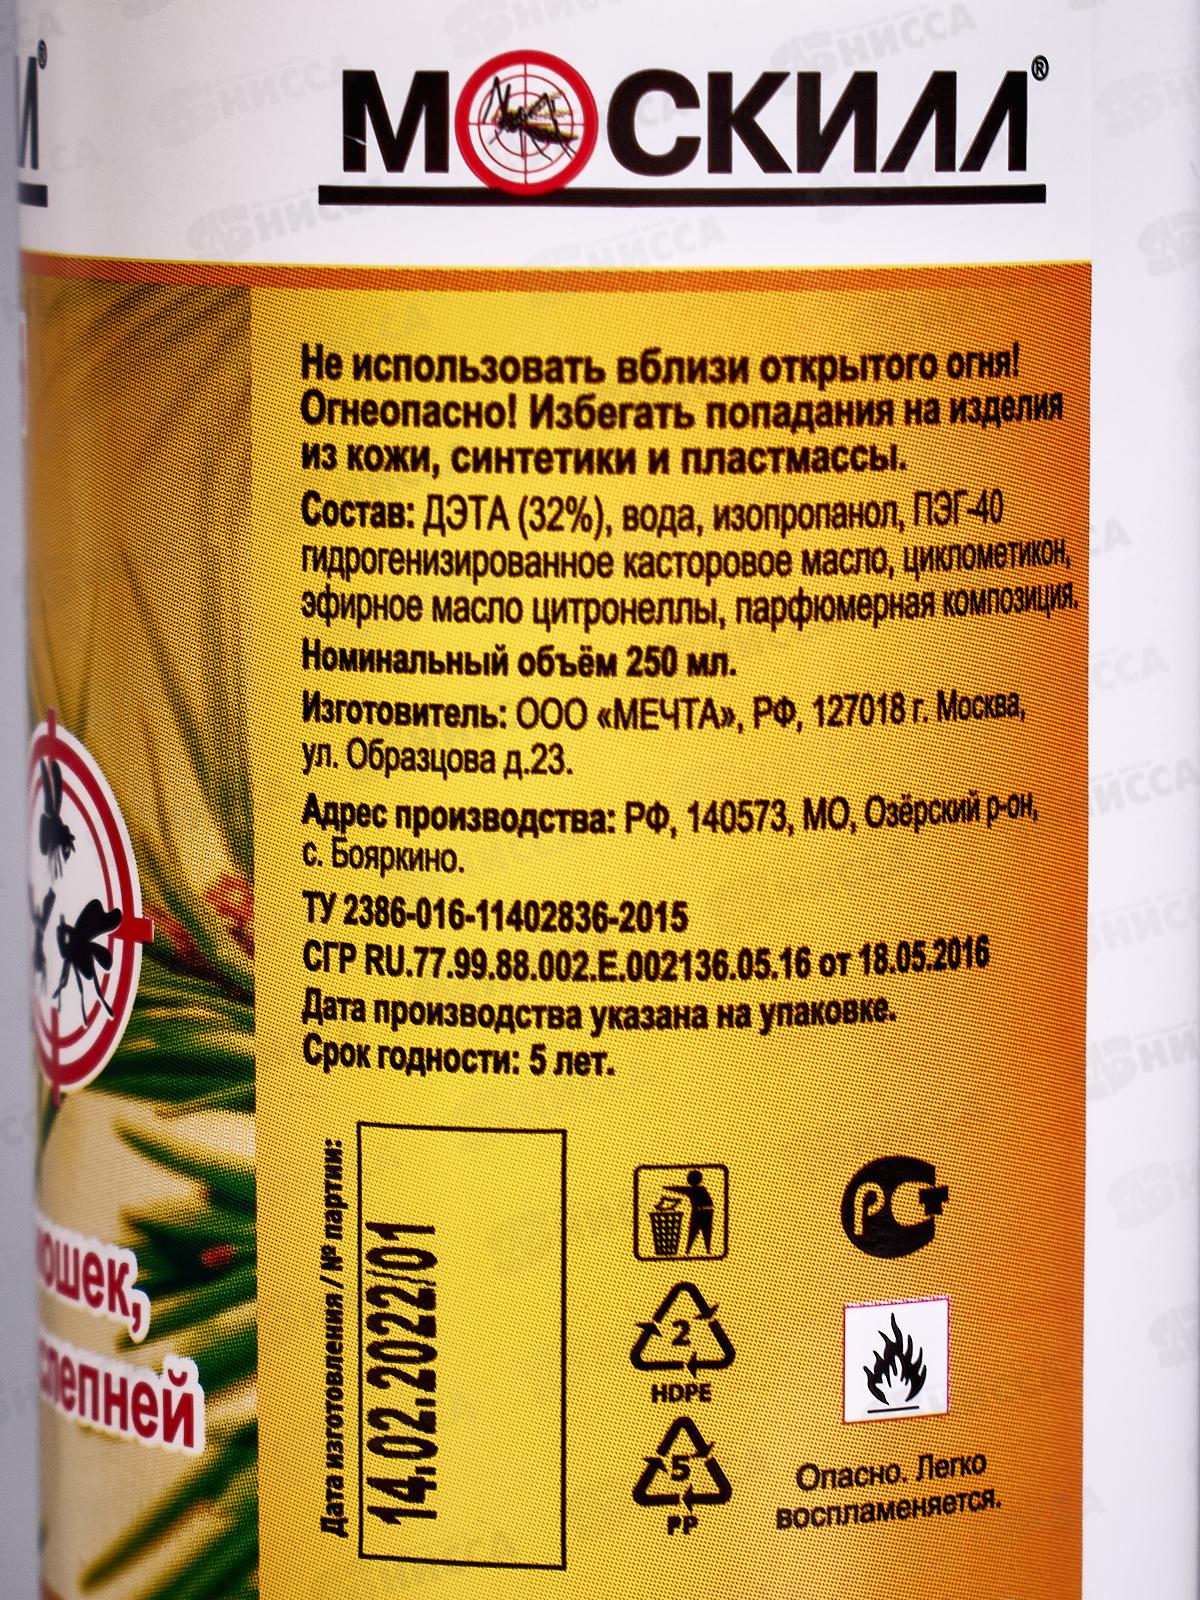 МОСКИЛЛ®
Не использовать вблизи открытого огня!
Огнеопасно! Избегать попадания на изделия
из кожи, синтетики и пластмассы.
Состав: ДЭТА (32%), вода, изопропанол, ПЭГ-40
гидрогенизированное касторовое масло, циклометикон,
эфирное масло цитронеллы, парфюмерная композиция.
Номинальный объём 250 мл.
Изготовитель: ООО «МЕЧТА», РФ, 127018 г. Москва,
ул. Образцова д.23.
Адрес производства: РФ, 140573, МО, Озёрский р-он,
с. Бояркино.
ТУ 2386-016-11402836-2015
СГР RU.77.99.88.002.Е.002136.05.16 от 18.05.2016
Дата производства указана на упаковке.
Срок годности: 5 лет.
Дата изготовления / № партии:
14.02.2022/01
2
HDPE
5
PP
РСТ
Опасно. Легко
воспламеняется.
ошек,
слепней
НИССА